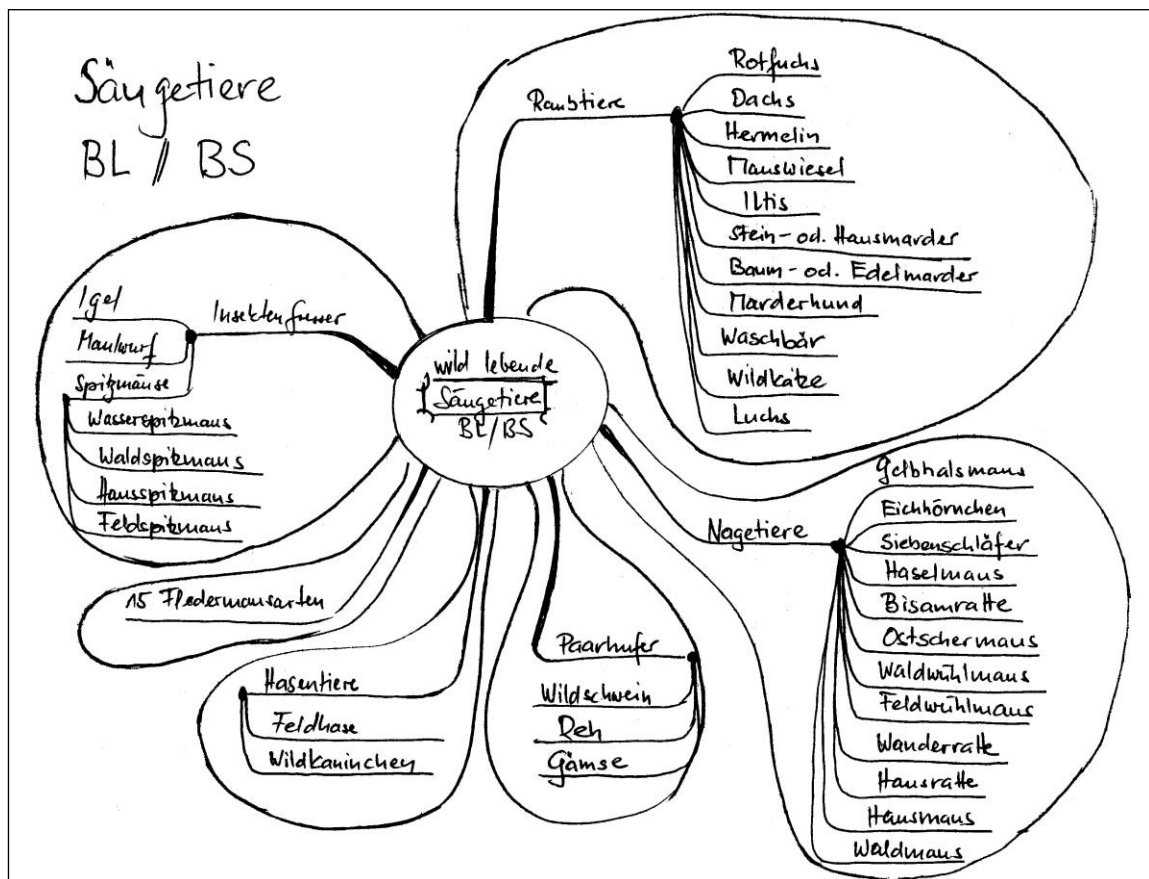 Säugetiere
BL // BS
wild lebende
Säugetiere
BL/BS
Raubtiere
Rotfuchs
Dachs
Hermelin
Mauswiesel
Iltis
Stein- od. Hausmarder
Baum- od. Edelmarder
Marderhund
Waschbär
Wildkatze
Luchs
Nagetiere
Gelbhalsmaus
Eichhörnchen
Siebenschläfer
Haselmaus
Bisamratte
Ostschermaus
Waldwühlmaus
Feldwühlmaus
Wanderratte
Hausratte
Hausmaus
Waldmaus
Paarhufer
Wildschwein
Reh
Gämse
Hasentiere
Feldhase
Wildkaninchen
15 Fledermausarten
Insektenfresser
Igel
Maulwurf
Spitzmäuse
Wasserspitzmaus
Waldspitzmaus
Hausspitzmaus
Feldspitzmaus